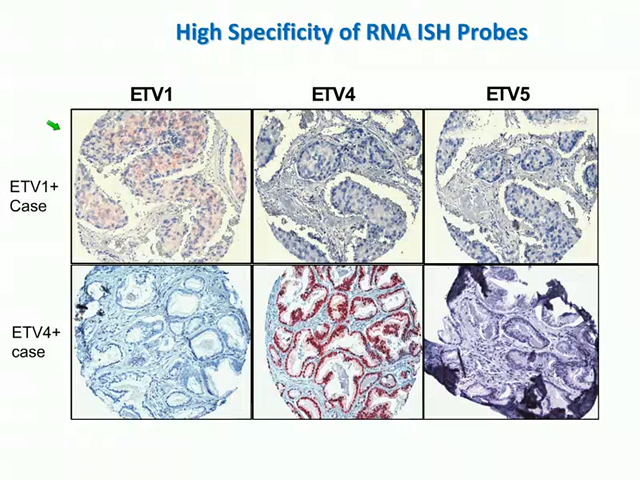 High Specificity of RNA ISH Probes
ETV1
ETV4
ETV5
ETV1+
Case
ETV4+
case